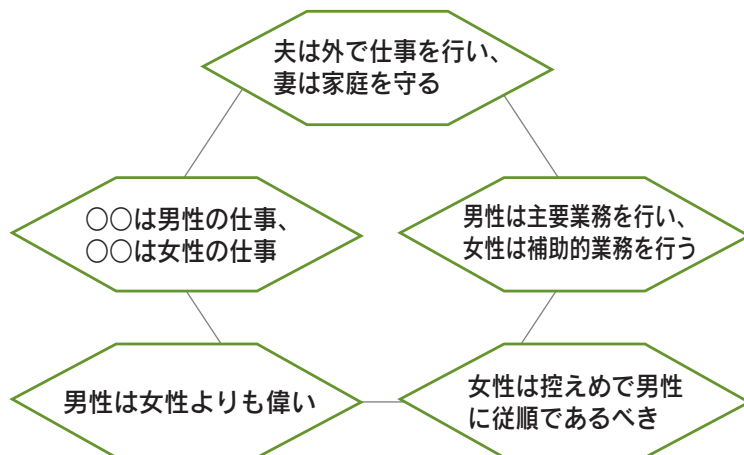 夫は外で仕事を行い、
妻は家庭を守る
〇〇は男性の仕事、
〇〇は女性の仕事
男性は主要業務を行い、
女性は補助的業務を行う
男性は女性よりも偉い
女性は控えめで男性
に従順であるべき